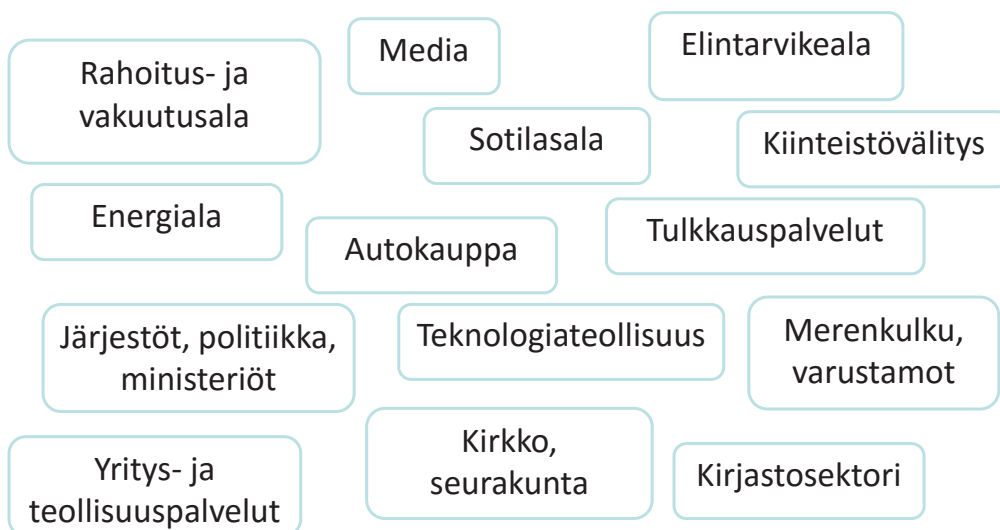 Rahoitus- ja
vakuutusala
Media
Elintarvikeala
Sotilasala
Kiinteistövälitys
Energiala
Autokauppa
Tulkkauspalvelut
Järjestöt, politiikka,
ministeriöt
Teknologiateollisuus
Merenkulku,
varustamot
Yritys- ja
teollisuuspalvelut
Kirkko,
seurakunta
Kirjastosektori